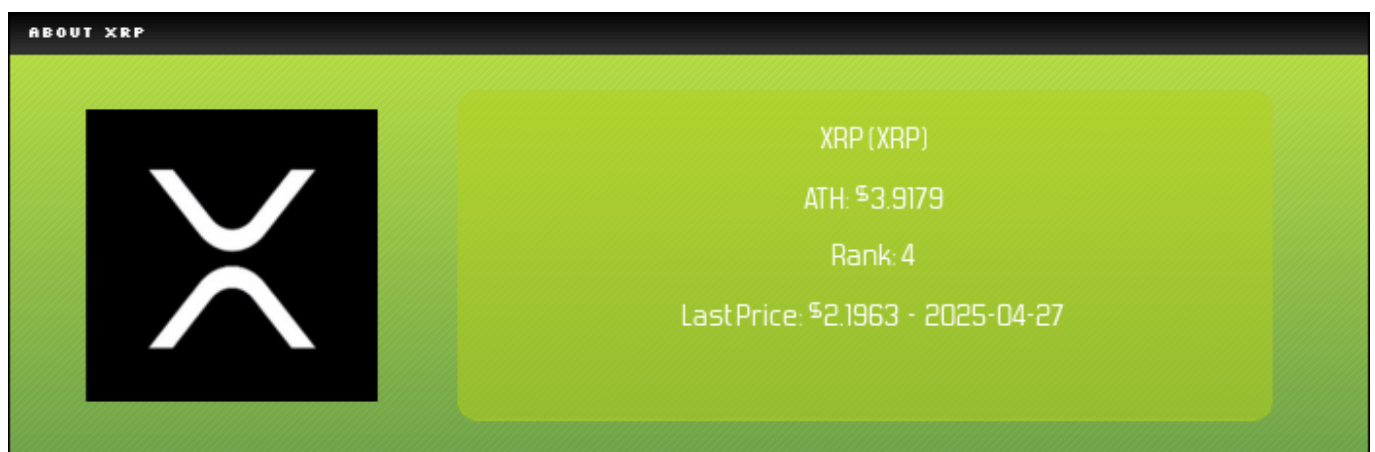 ABOUT XRP
XRP (XRP)
ATH: $3.9179
Rank: 4
Last Price: $2.1963 - 2025-04-27